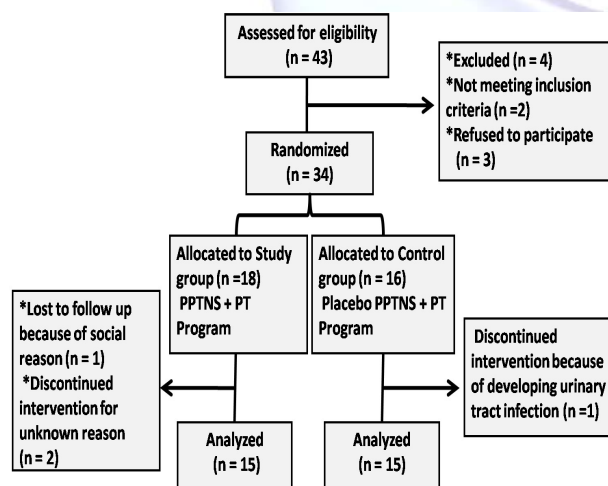 Assessed for eligibility
(n = 43)
*Excluded (n = 4)
*Not meeting inclusion
criteria (n =2)
*Refused to participate
(n = 3)
Randomized
(n = 34)
Allocated to Study
group (n =18)
PPTNS + PT
Program
Allocated to Control
group (n = 16)
Placebo PPTNS + PT
Program
*Lost to follow up
because of social
reason (n = 1)
*Discontinued
intervention for
unknown reason
(n = 2)
Discontinued
intervention because
of developing urinary
tract infection (n =1)
Analyzed
(n = 15)
Analyzed
(n = 15)